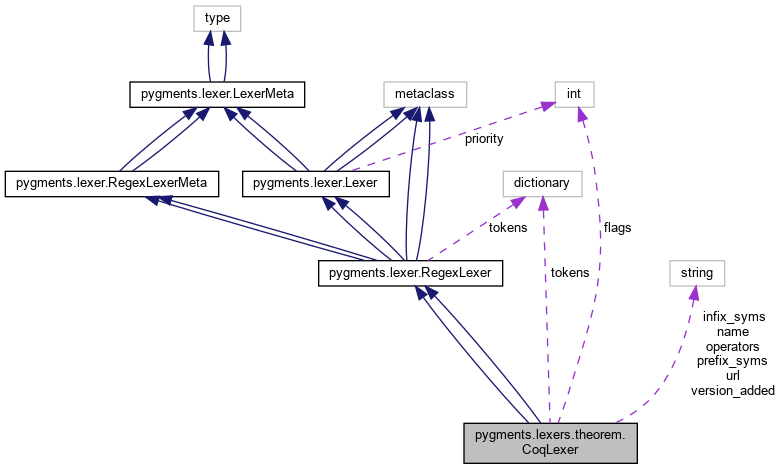 type
pygments.lexer.LexerMeta
metaclass
int
priority
pygments.lexer.RegexLexerMeta
pygments.lexer.Lexer
dictionary
tokens
flags
pygments.lexer.RegexLexer
tokens
string
infix_syms
name
operators
prefix_syms
url
version_added
pygments.lexers.theorem.
CoqLexer